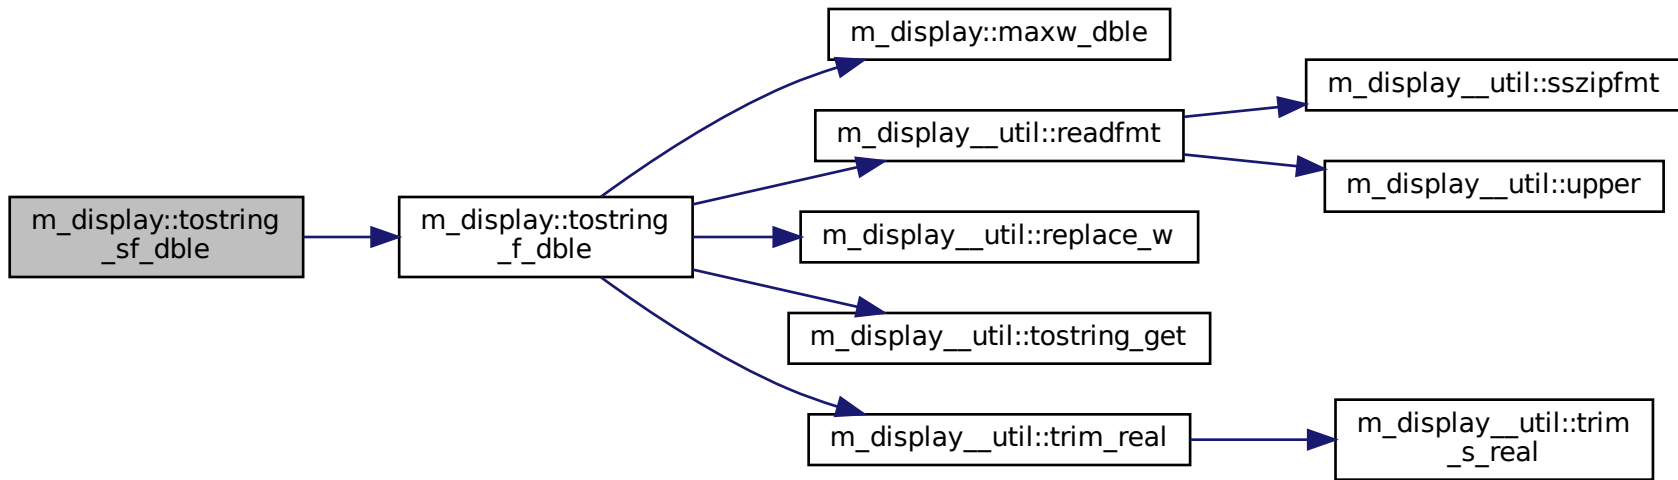 m_display::tostring
_sf_dble
m_display::tostring
_f_dble
m_display::maxw_dble
m_display__util::readfmt
m_display__util::sszipfmt
m_display__util::upper
m_display__util::replace_w
m_display__util::tostring_get
m_display__util::trim_real
m_display__util::trim
_s_real